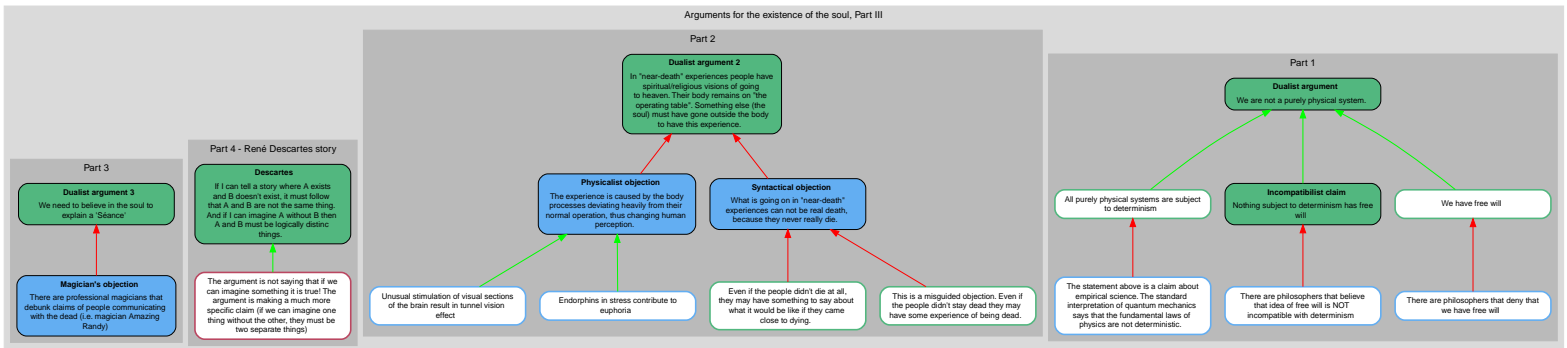 Arguments for the existence of the soul, Part III
Part 3
Dualist argument 3
We need to believe in the soul to
explain a 'Séance'
Magician's objection
There are professional magicians that
debunk claims of people communicating
with the dead (i.e. magician Amazing
Randy)
Part 4 - René Descartes story
Descartes
If I can tell a story where A exists
and B doesn't exist, it must follow
that A and B are not the same thing.
And if I can imagine A without B then
A and B must be logically distinc
things.
The argument is not saying that if we
can imagine something it is true! The
argument is making a much more
specific claim (if we can imagine one
thing without the other, they must be
two separate things)
Part 2
Dualist argument 2
In "near-death" experiences people have
spiritual/religious visions of going
to heaven. Their body remains on "the
operating table". Something else (the
soul) must have gone outside the body
to have this experience.
Physicalist objection
The experience is caused by the body
processes deviating heavily from their
normal operation, thus changing human
perception.
Syntactical objection
What is going on in "near-death"
experiences can not be real death,
because they never really die.
Unusual stimulation of visual sections
of the brain result in tunnel vision
effect
Endorphins in stress contribute to
euphoria
Even if the people didn't die at all,
they may have something to say about
what it would be like if they came
close to dying.
This is a misguided objection. Even if
the people didn't stay dead they may
have some experience of being dead.
Part 1
Dualist argument
We are not a purely physical system.
All purely physical systems are subject
to determinism
Incompatibilist claim
Nothing subject to determinism has free
will
We have free will
The statement above is a claim about
empirical science. The standard
interpretation of quantum mechanics
says that the fundamental laws of
physics are not deterministic.
There are philosophers that believe
that idea of free will is NOT
incompatible with determinism
There are philosophers that deny that
we have free will